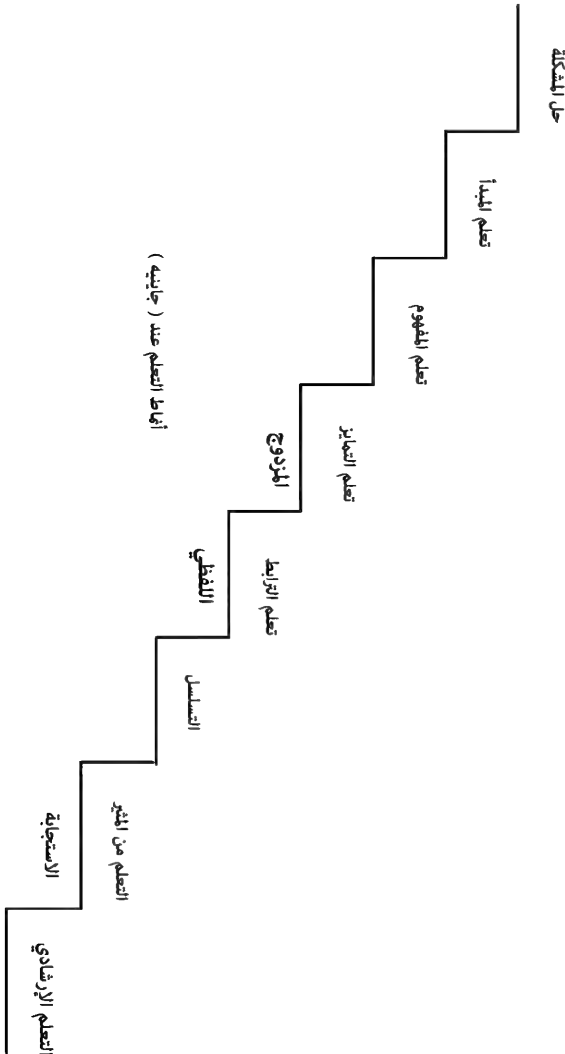 حل المشكلة
تعلم المبدأ
تعلم المفهوم
تعلم التمايز
المزدوج
تعلم الترابط
اللفظي
التسلسل
التعلم من المثير
الاستجابة
التعلم الإرشادي
أنماط التعلم عند ( جانييه )